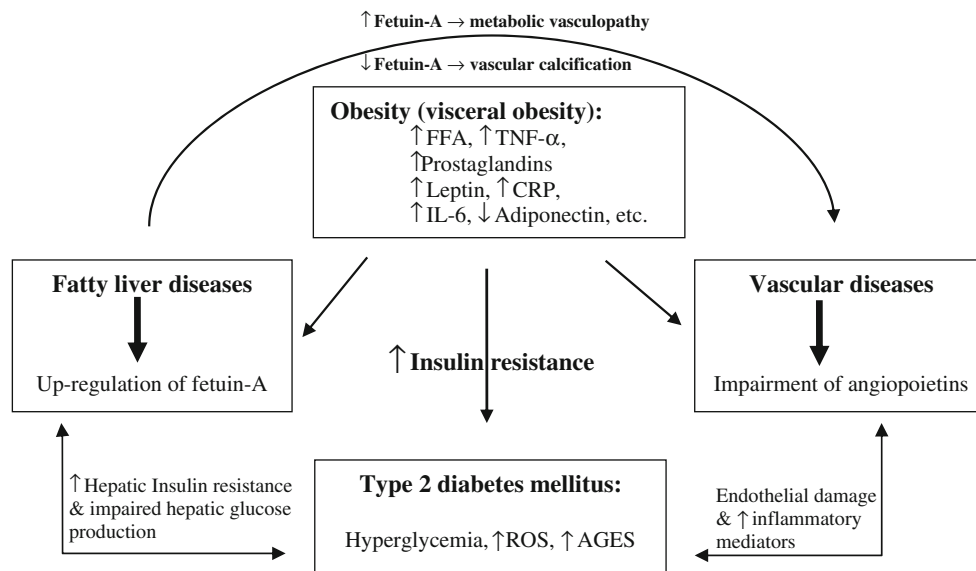 ↑Fetuin-A → metabolic vasculopathy
↓Fetuin-A → vascular calcification
Obesity (visceral obesity):
↑FFA, ↑TNF-α,
↑Prostaglandins
↑Leptin, ↑CRP,
↑IL-6, ↓Adiponectin, etc.
Fatty liver diseases
Up-regulation of fetuin-A
Vascular diseases
Impairment of angiopoietins
↑Insulin resistance
↑Hepatic Insulin resistance
& impaired hepatic glucose
production
Type 2 diabetes mellitus:
Hyperglycemia, ↑ROS, ↑AGES
Endothelial damage
& ↑inflammatory
mediators